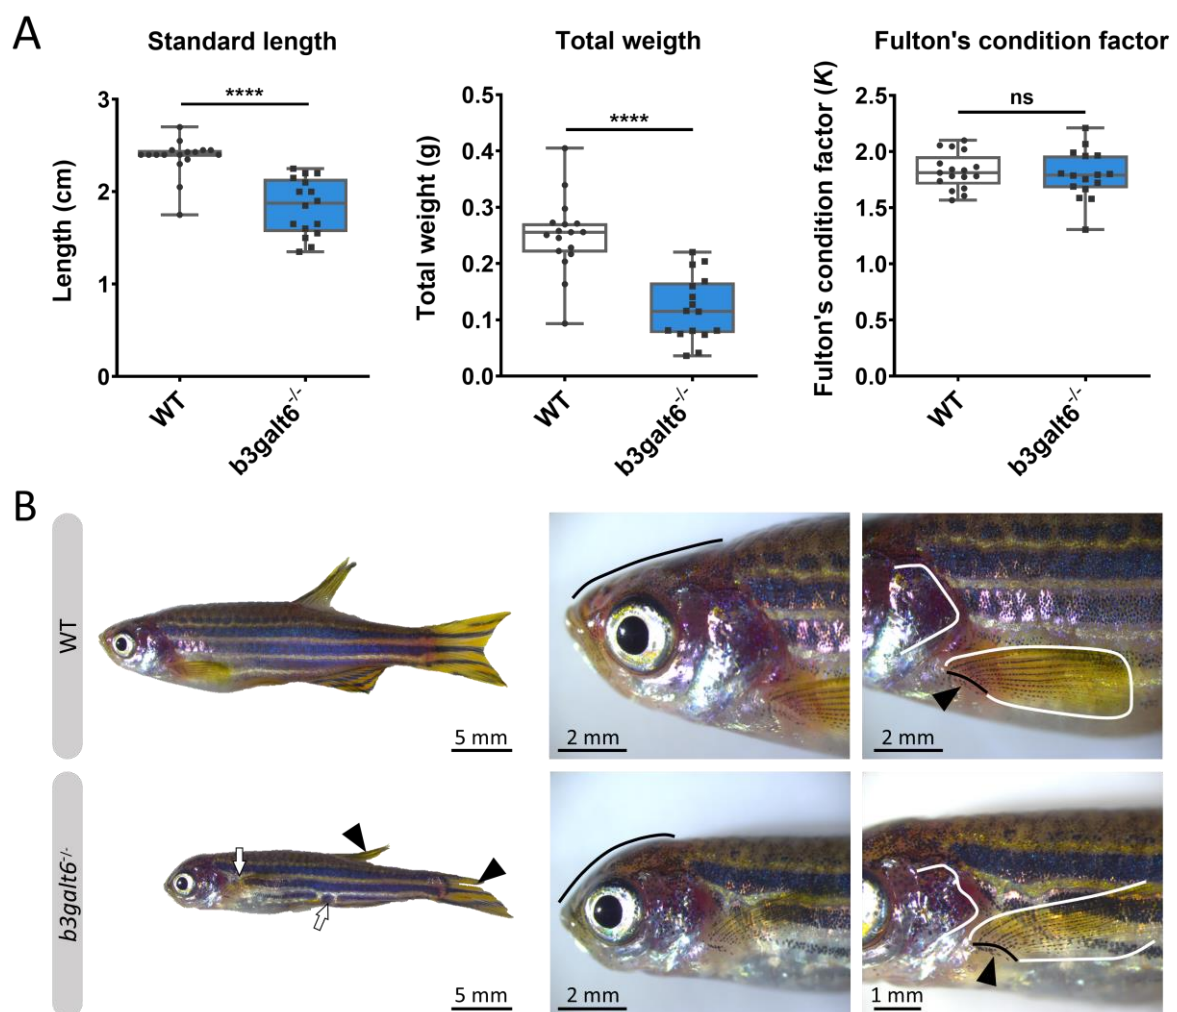 A
Standard length
Total weigth
Fulton's condition factor
Length (cm)
3
2
1
0
****
WT
b3galt6-/-
Total weight (g)
0.5
0.4
0.3
0.2
0.1
0.0
****
WT
b3galt6-/-
Fulton's condition factor (K)
2.5
2.0
1.5
1.0
0.5
0.0
ns
WT
b3galt6-/-
B
WT
5 mm
2 mm
2 mm
b3galt6-/-
5 mm
2 mm
1 mm